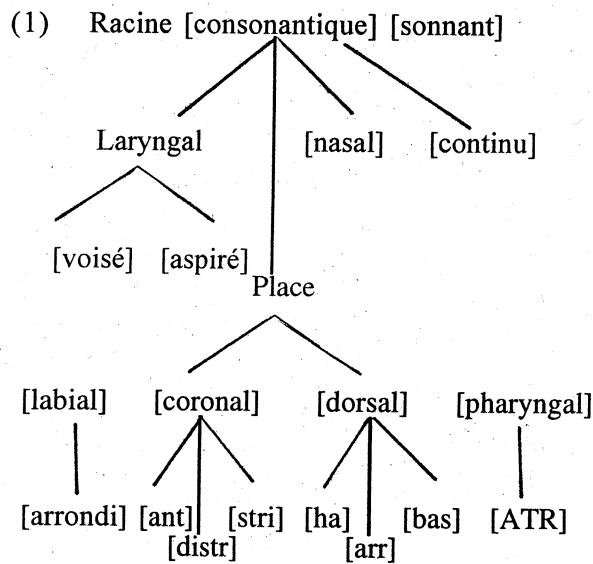 (1) Racine [consonantique] [sonnant]
Laryngal [nasal] [continu]
[voisé] [aspiré]
Place
[labial] [coronal] [dorsal] [pharyngal]
[arrondi] [ant] [stri] [ha] [bas] [ATR]
[distr] [arr]